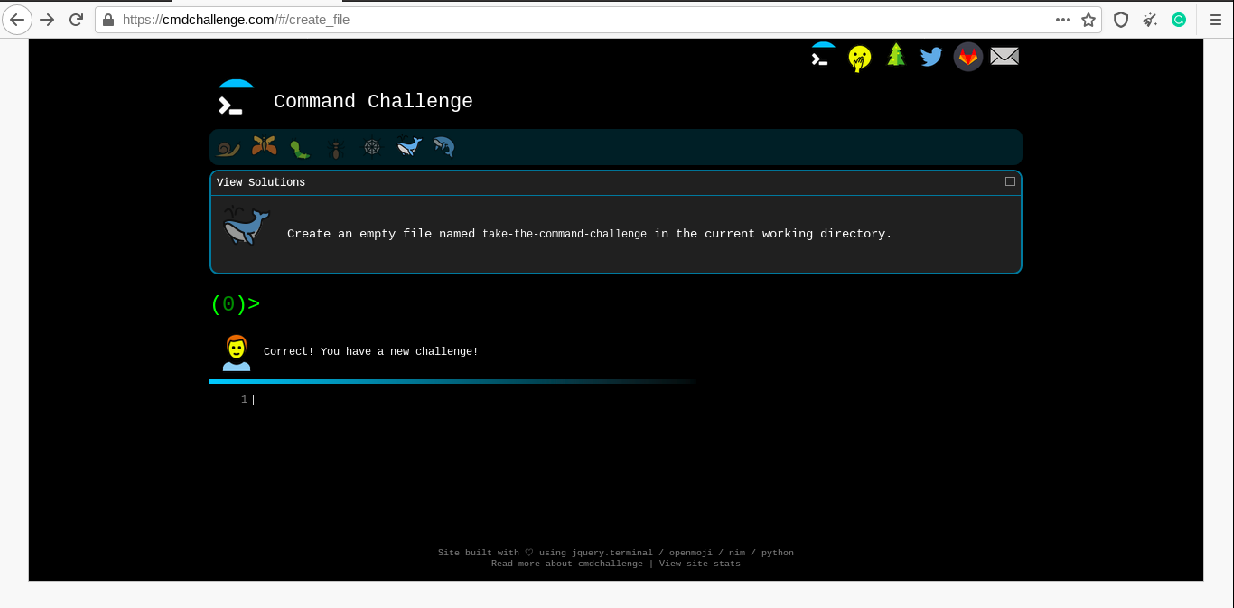 https://cmdchallenge.com/#/create_file
Command Challenge
View Solutions
Create an empty file named take-the-command-challenge in the current working directory.
(0)>
Correct! You have a new challenge!
1
Site built with ♡ using jquery.terminal / openmoji / nim / python
Read more about cmdchallenge | View site stats